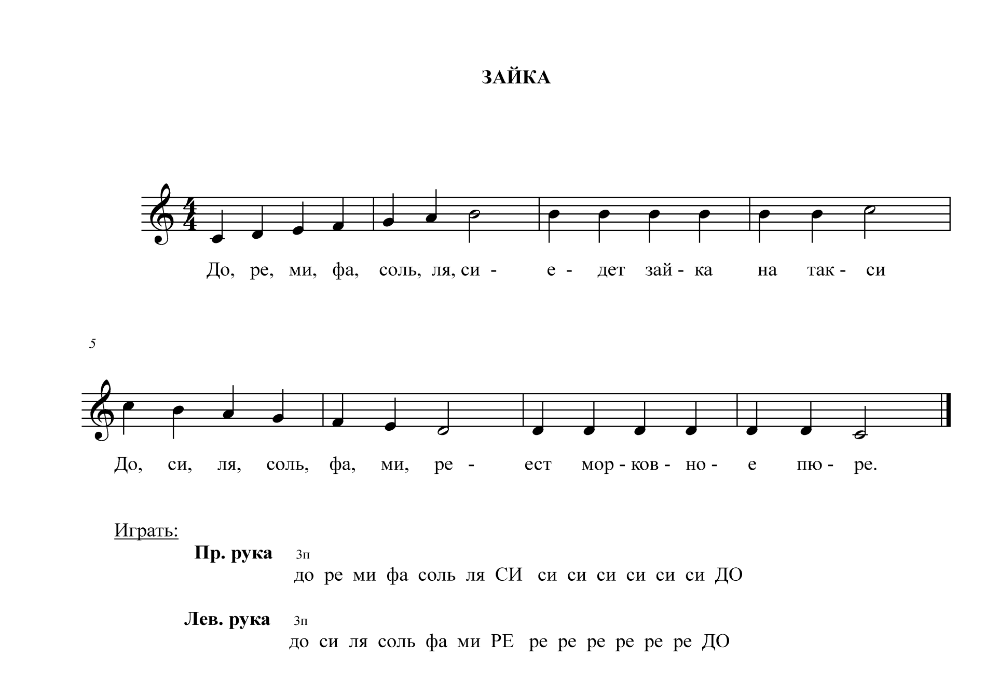 ЗАЙКА
4
4
До, ре, ми, фа, соль, ля, си - е - дет зай - ка на так - си
5
До, си, ля, соль, фа, ми, ре - ест мор - ков - но - е пю - ре.
Играть:
Пр. рука 3п
до ре ми фа соль ля СИ си си си си си си ДО
Лев. рука 3п
до си ля соль фа ми РЕ ре ре ре ре ре ре ДО